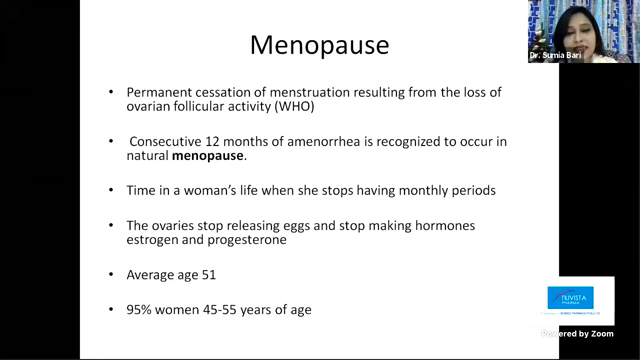 Menopause
Dr. Sumia Bari
• Permanent cessation of menstruation resulting from the loss of
ovarian follicular activity (WHO)
• Consecutive 12 months of amenorrhea is recognized to occur in
natural menopause.
• Time in a woman's life when she stops having monthly periods
• The ovaries stop releasing eggs and stop making hormones
estrogen and progesterone
• Average age 51
• 95% women 45-55 years of age
NUVISTA
PHARMA
Powered by Zoom